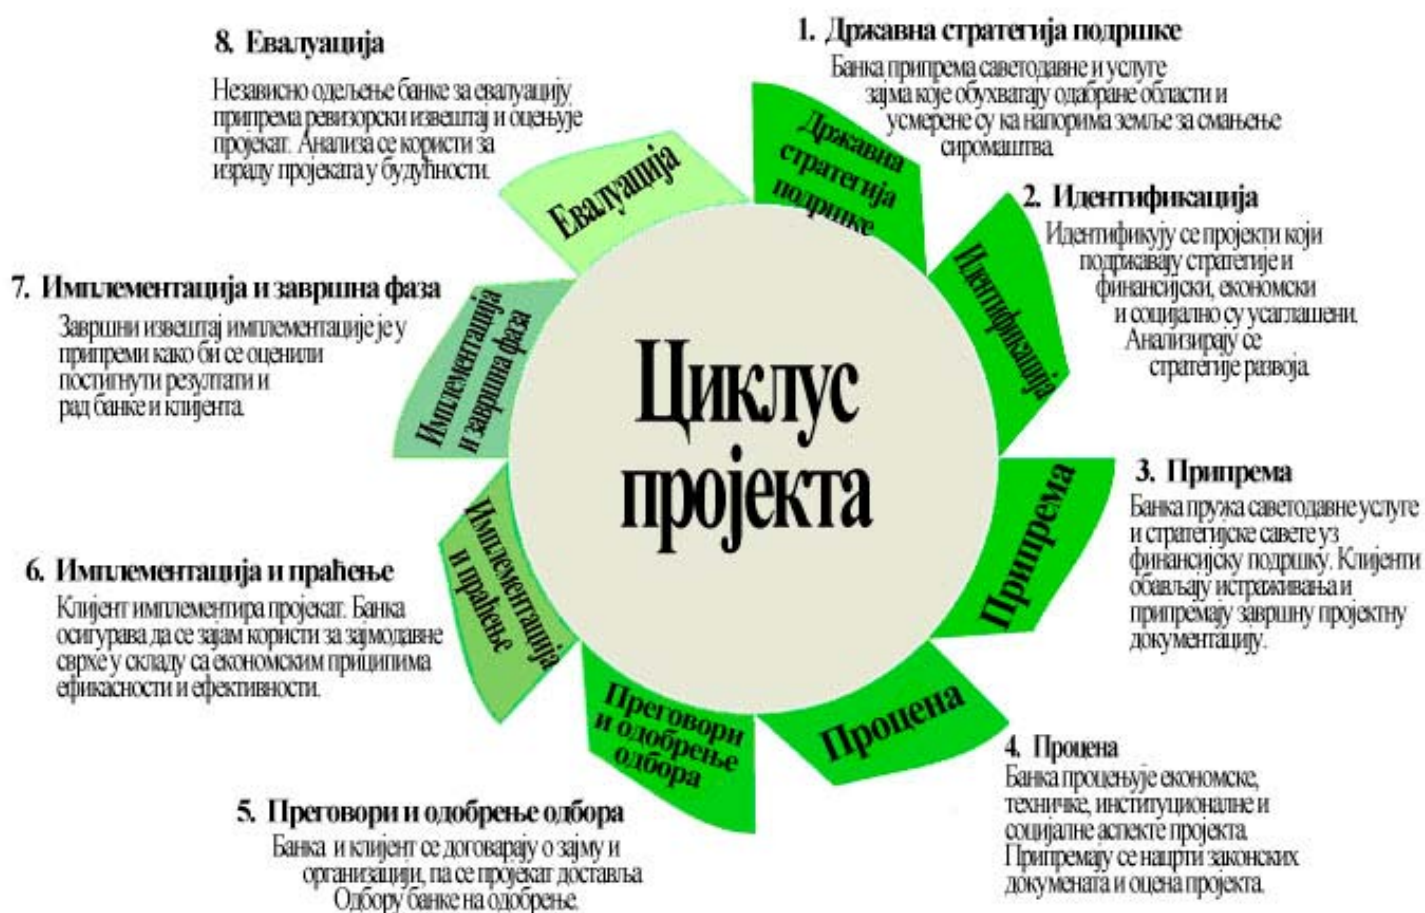 1. Државна стратегија подршке
Банка припрема саветодавне и услуге
зајма које обухватају одабране области и
усмерене су ка напорима земље за смањење
сиромаштва.
2. Идентификација
Идентификују се пројекти који
подржавају стратегије и
финансијски, економски
и социјално су усаглашени.
Анализирају се
стратегије развоја.
3. Припрема
Банка пружа саветодавне услуге
и стратегијске савете уз
финансијску подршку. Клијенти
обављају истраживања и
припремају завршну пројектну
документацију.
4. Процена
Банка процењује економске,
техничке, институционалне и
социјалне аспекте пројекта.
Припремају се нацрти законских
докумената и оцена пројекта.
5. Преговори и одобрење одбора
Банка и клијент се договарају о зајму и
организацији, па се пројекат доставља
Одбору банке на одобрење.
6. Имплементација и праћење
Клијент имплементира пројекат. Банка
осигурава да се зајам користи за зајмодавне
сврхе у складу са економским приципима
ефикасности и ефективности.
7. Имплементација и завршна фаза
Завршни извештај имплементације је у
припреми како би се оценили
постигнути резултати и
рад банке и клијента.
8. Евалуација
Независно одељење банке за евалуацију
припрема ревизорски извештај и оцењује
пројекат. Анализа се користи за
израду пројеката у будућности.
Државна
стратегија
подршке
Идентификација
Припрема
Процена
Преговори
и одобрење
одбора
Имплементација
и праћење
Имплементација
и завршна фаза
Евалуација
Циклус
пројекта